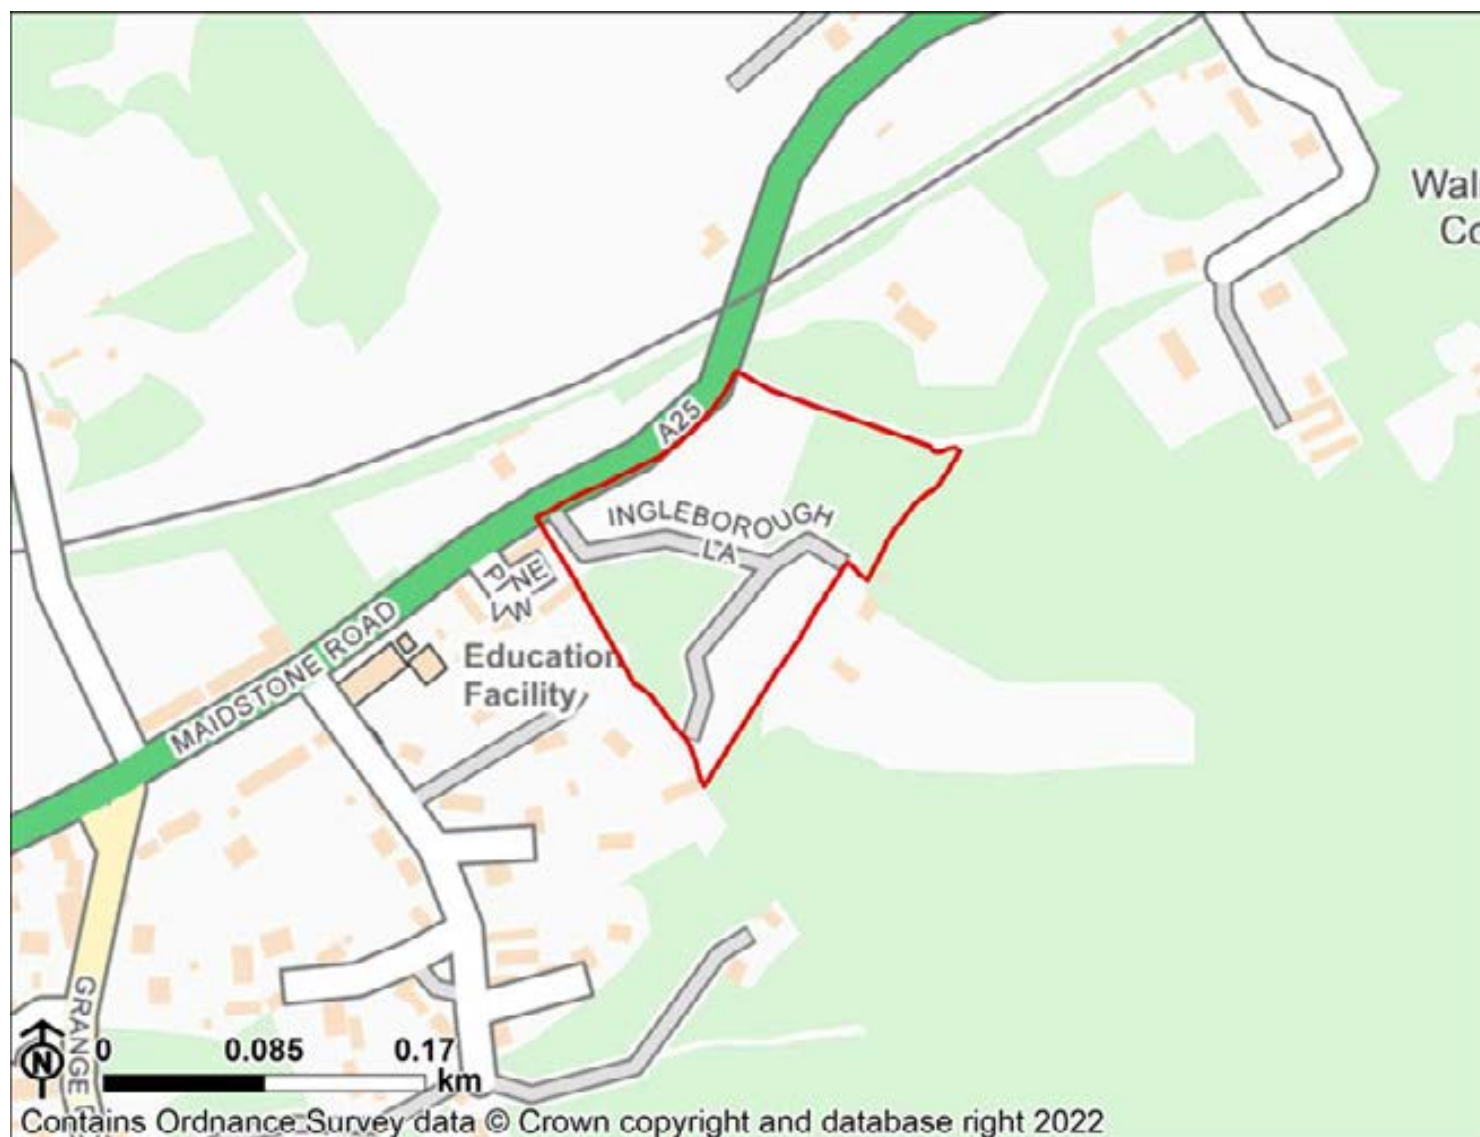 Wal
Co
A25
INGLEBOROUGH
LA
NE
P
MAIDSTONE ROAD
Education
Facility
GRANGE
N
0 0.085 0.17
km
Contains Ordnance Survey data © Crown copyright and database right 2022